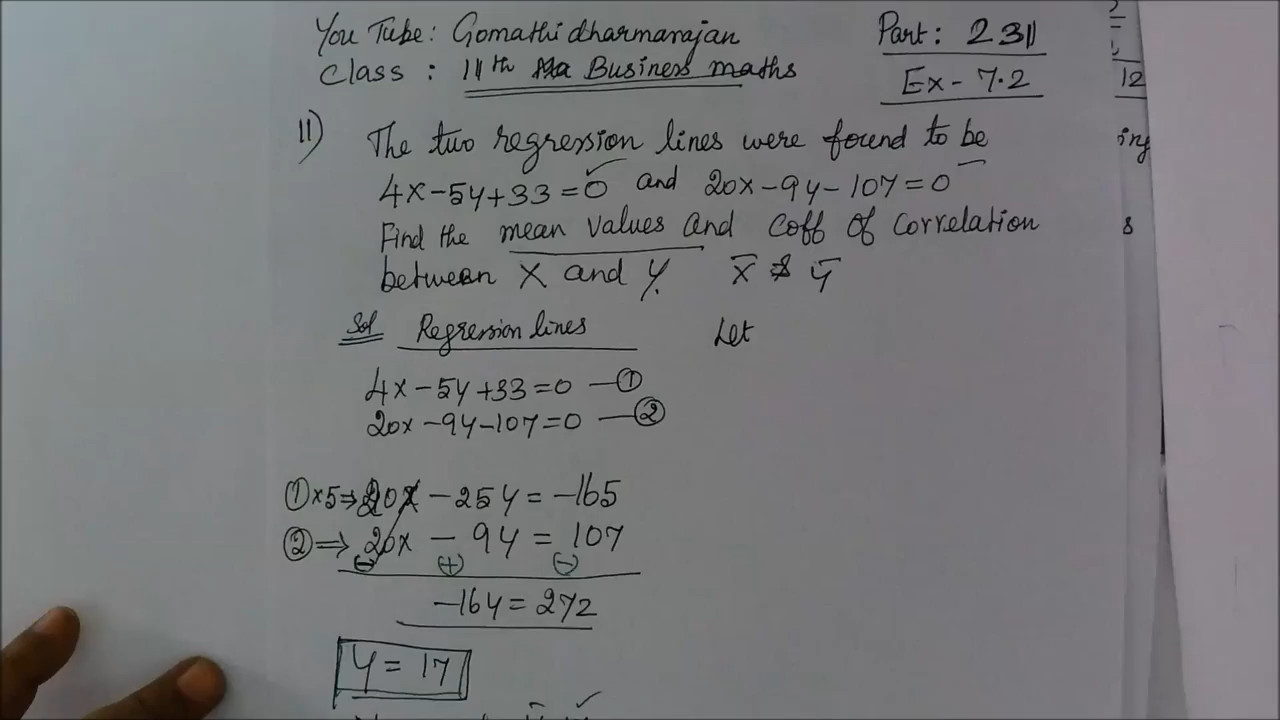 You Tube: Gomathi dharmarajan
Part: 231
Class: 11th Business maths
Ex - 7.2
12
11) The two regression lines were found to be
ing
4x-5y+33=0 and 20x-9y-107=0
Find the mean values and coff of correlation
s
between X and Y. x̄ & ȳ
Sol Regression lines Let
4x-5y+33=0 —①
20x-9y-107=0 —②
①×5⇒20x - 25y = -165
②⇒ 20x - 9y = 107
(-) (+) (-)
-16y = 272
y = 17